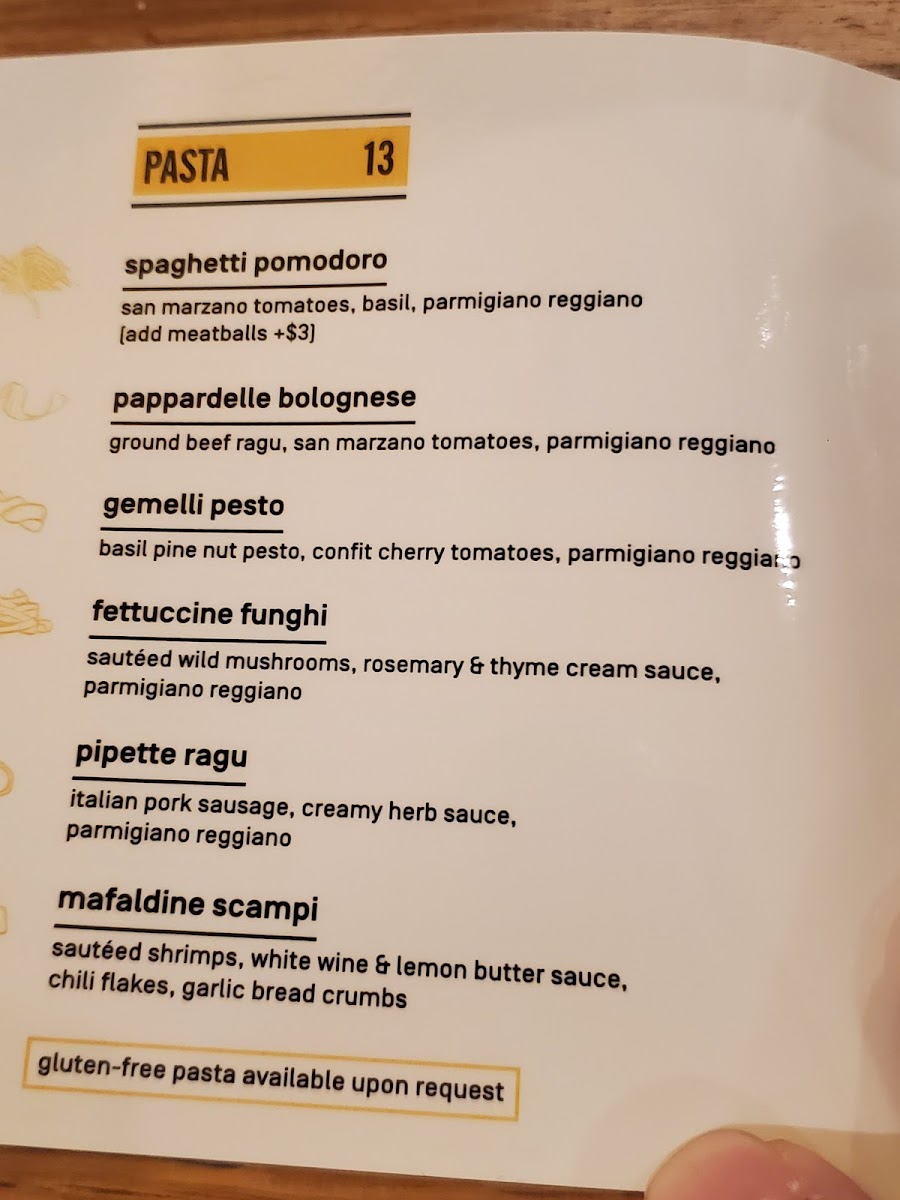 PASTA 13
spaghetti pomodoro
san marzano tomatoes, basil, parmigiano reggiano
(add meatballs +$3)
pappardelle bolognese
ground beef ragu, san marzano tomatoes, parmigiano reggiano
gemelli pesto
basil pine nut pesto, confit cherry tomatoes, parmigiano reggiano
fettuccine funghi
sautéed wild mushrooms, rosemary & thyme cream sauce,
parmigiano reggiano
pipette ragu
italian pork sausage, creamy herb sauce,
parmigiano reggiano
mafaldine scampi
sautéed shrimps, white wine & lemon butter sauce,
chili flakes, garlic bread crumbs
gluten-free pasta available upon request